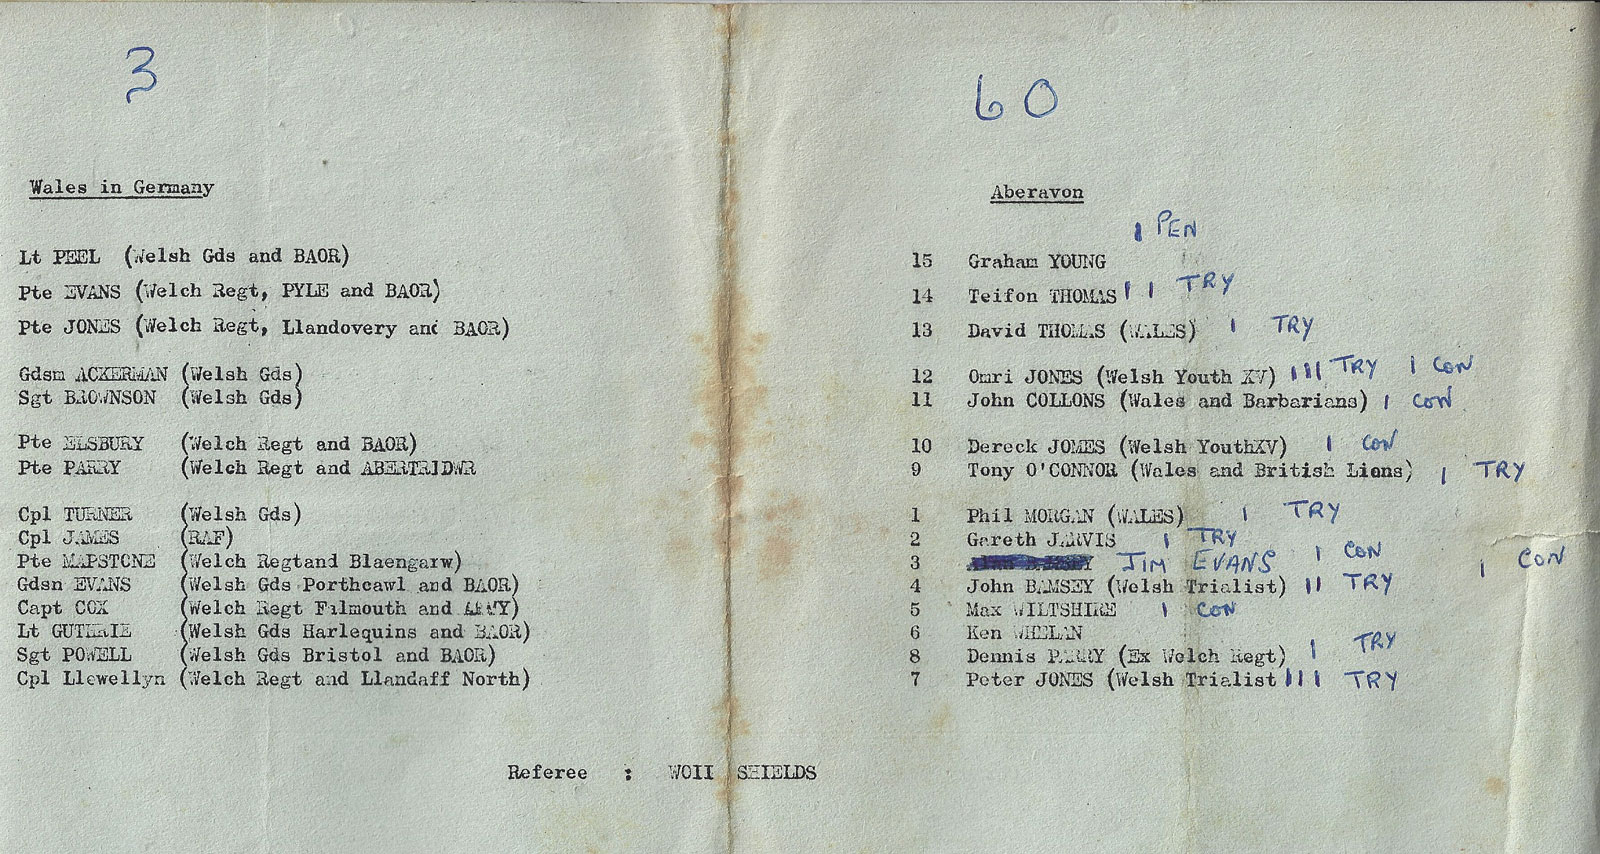 3
60
Wales in Germany
Lt PEEL (Welsh Gds and BAOR)
Pte EVANS (Welch Regt, PYLE and BAOR)
Pte JONES (Welch Regt, Llandovery and BAOR)
Gdsm ACKERMAN (Welsh Gds)
Sgt BROWNSON (Welsh Gds)
Pte ELSBURY (Welch Regt and BAOR)
Pte PARRY (Welch Regt and ABERTRIDWR
Cpl TURNER (Welsh Gds)
Cpl JAMES (RAF)
Pte MAPSTONE (Welch Regtand Blaengarw)
Gdsn EVANS (Welsh Gds Porthcawl and BAOR)
Capt COX (Welch Regt Filmouth and ARMY)
Lt GUTHRIE (Welsh Gds Harlequins and BAOR)
Sgt POWELL (Welsh Gds Bristol and BAOR)
Cpl Llewellyn (Welch Regt and Llandaff North)
Aberavon
1 PEN
15 Graham YOUNG
14 Teifon THOMAS 1 1 TRY
13 David THOMAS (WALES) 1 TRY
12 Omri JONES (Welsh Youth XV) 111 TRY 1 CON
11 John COLLONS (Wales and Barbarians) 1 CON
10 Dereck JOMES (Welsh YouthXV) 1 CON
9 Tony O'CONNOR (Wales and British Lions) 1 TRY
1 Phil MORGAN (WALES) 1 TRY
2 Gareth JARVIS 1 TRY
3 JIM EVANS 1 CON 1 CON
4 John BAMSEY (Welsh Trialist) 11 TRY
5 Max WILTSHIRE 1 CON
6 Ken WHELAN
8 Dennis PARRY (Ex Welch Regt) 1 TRY
7 Peter JONES (Welsh Trialist 111 TRY
Referee : WOII SHIELDS